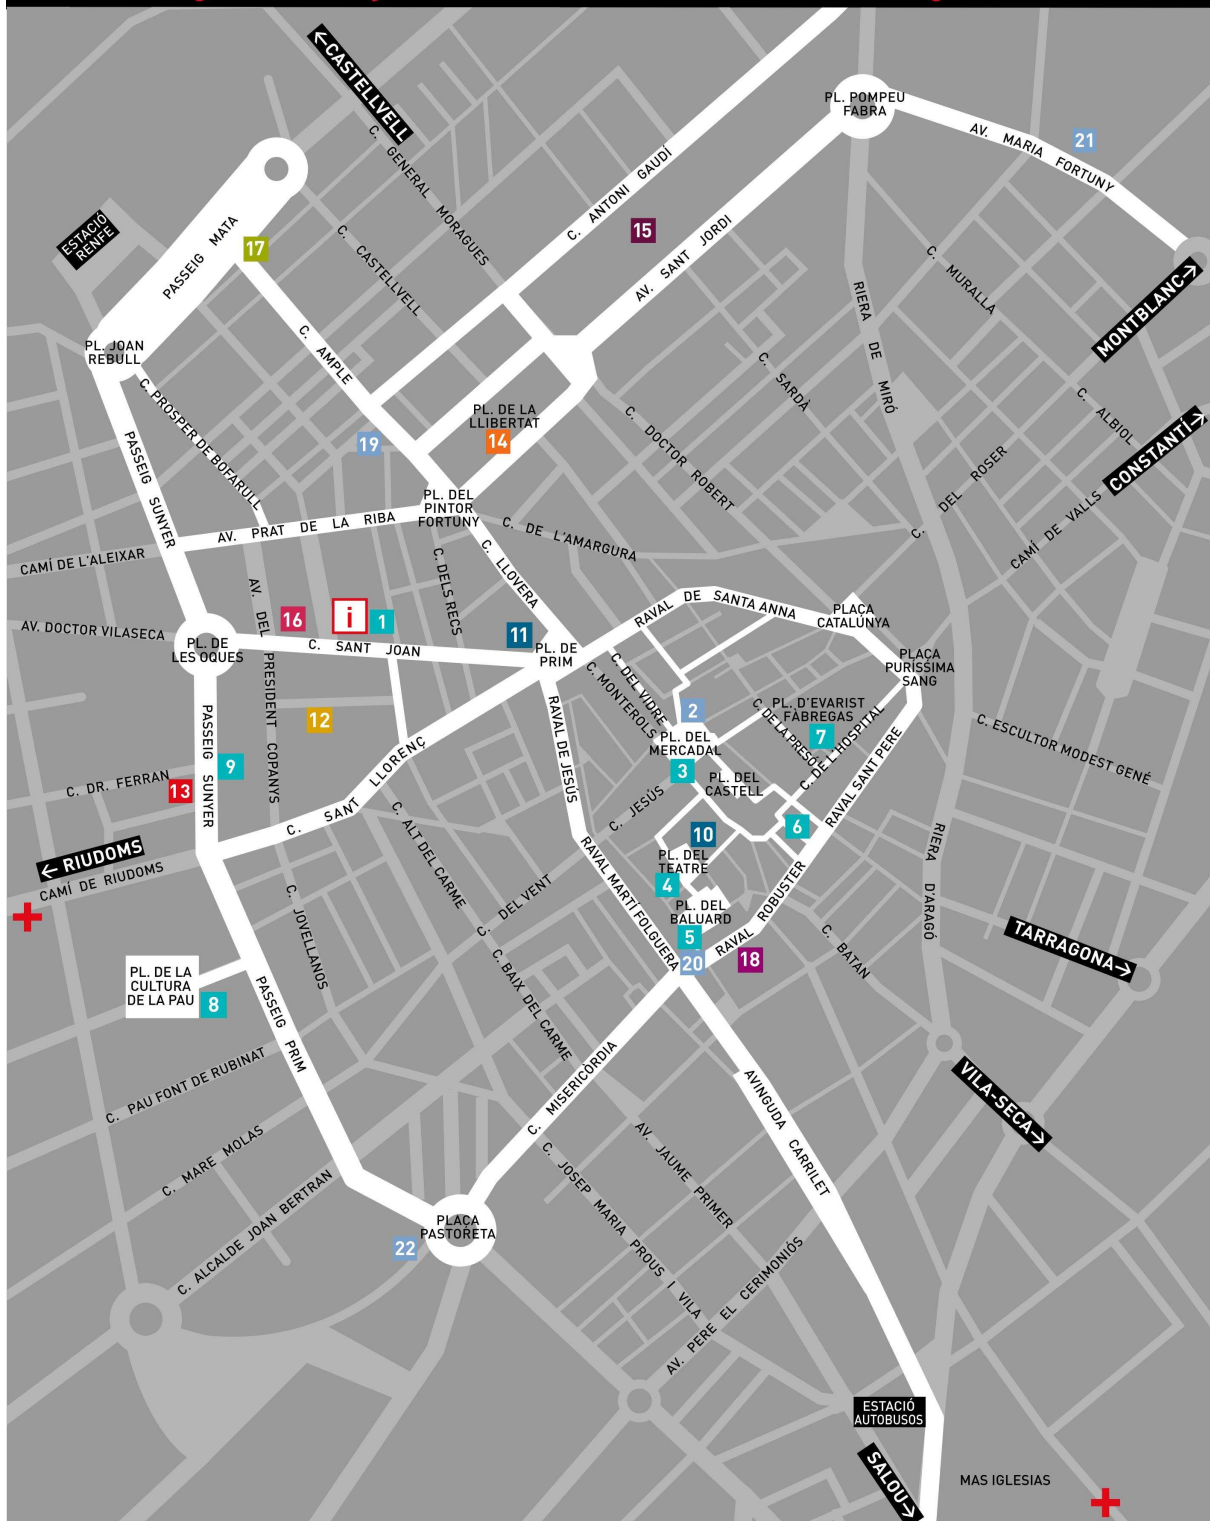 ←CASTELLVELL
PL. POMPEU
FABRA
AV. MARIA FORTUNY
21
C. GENERAL MORAGUES
C. ANTONI GAUDÍ
15
AV. SANT JORDI
ESTACIÓ
RENFE
PASSEIG MATA
17
C. CASTELLVELL
C. MURALLA
MONTBLANC→
RIERA DE MIRÓ
PL. JOAN
REBULL
C. AMPLE
C. SARDÀ
C. ALBIOL
C. PROSPER DE BOFARULL
PL. DE LA
LLIBERTAT
14
19
C. DOCTOR ROBERT
CONSTANTÍ→
C. DEL ROSER
PASSEIG SUNYER
PL. DEL
PINTOR
FORTUNY
AV. PRAT DE LA RIBA
C. DE L'AMARGURA
CAMÍ DE VALLS
CAMÍ DE L'ALEIXAR
C. LLOVERA
C. DELS RECS
AV. DEL PRESIDENT COPANYS
RAVAL DE SANTA ANNA
PLAÇA
CATALUNYA
AV. DOCTOR VILASECA
16
i
1
11
PL. DE
LES OQUES
C. SANT JOAN
PL. DE
PRIM
PLAÇA
PURÍSSIMA
SANG
C. DEL VIDRE
C. MONTEROLS
12
PASSEIG SUNYER
RAVAL DE JESÚS
2
PL. D'EVARIST
FÀBREGAS
7
C. DE LA PRESÓ
C. DE L'HOSPITAL
PL. DEL
MERCADAL
3
RAVAL SANT PERE
C. ESCULTOR MODEST GENÉ
9
C. DR. FERRAN
13
C. SANT LLORENÇ
PL. DEL
CASTELL
C. JESÚS
6
10
← RIUDOMS
CAMÍ DE RIUDOMS
C. ALT DEL CARME
RAVAL MARTÍ FOLGUERA
PL. DEL
TEATRE
4
RIERA D'ARAGÓ
C. JOVELLANOS
C. DEL VENT
PL. DEL
BALUARD
5
RAVAL ROBUSTER
20
18
C. BATAN
TARRAGONA→
PL. DE LA
CULTURA
DE LA PAU
8
C. BAIX DEL CARME
PASSEIG PRIM
C. MISERICÒRDIA
VILA-SECA→
C. PAU FONT DE RUBINAT
AVINGUDA CARRILET
C. MARE MOLAS
AV. JAUME PRIMER
C. ALCALDE JOAN BERTRAN
C. JOSEP MARIA PROUS I VILA
PLAÇA
PASTORETA
22
AV. PERE EL CERIMONIÓS
ESTACIÓ
AUTOBUSOS
SALOU→
MAS IGLESIAS